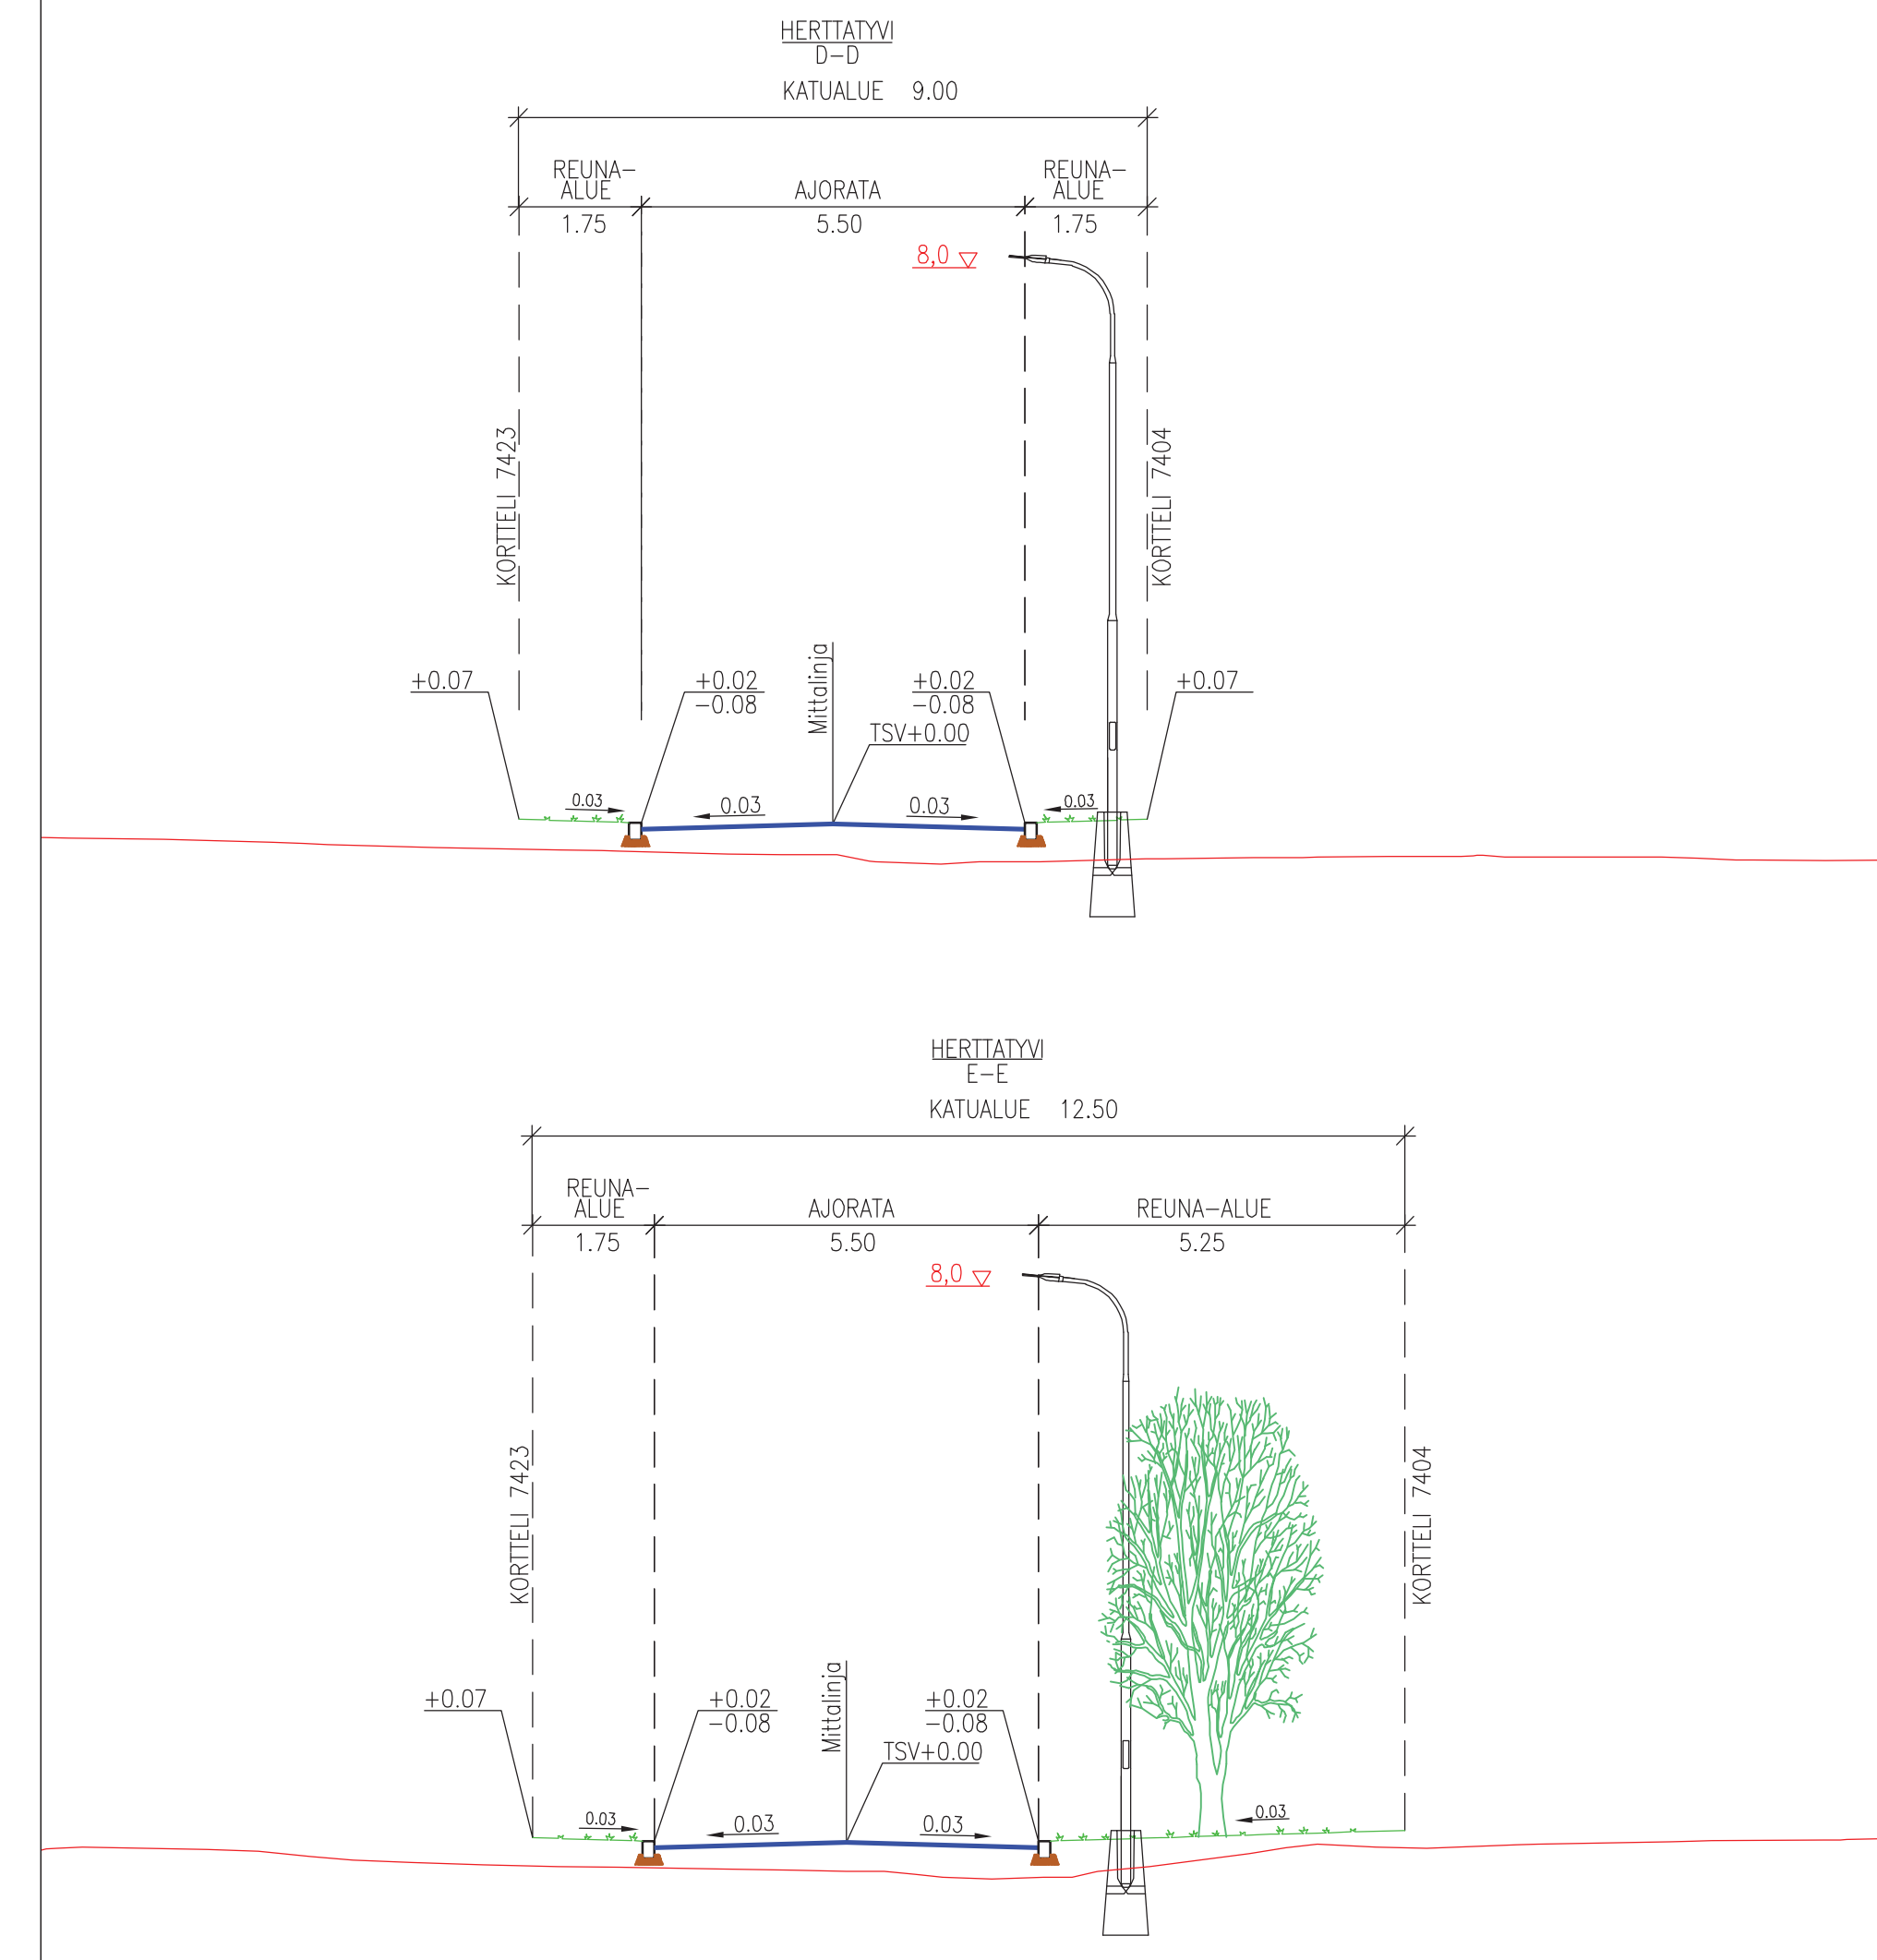 HERTTATYVI
D-D
KATUALUE 9.00
REUNA-
ALUE
AJORATA
REUNA-
ALUE
1.75
5.50
1.75
8,0
KORTTELI 7423
KORTTELI 7404
+0.07
+0.02
-0.08
Mittalinja
+0.02
-0.08
+0.07
TSV+0.00
0.03
0.03
0.03
0.03
HERTTATYVI
E-E
KATUALUE 12.50
REUNA-
ALUE
AJORATA
REUNA-ALUE
1.75
5.50
5.25
8,0
KORTTELI 7423
KORTTELI 7404
+0.07
+0.02
-0.08
Mittalinja
+0.02
-0.08
TSV+0.00
0.03
0.03
0.03
0.03